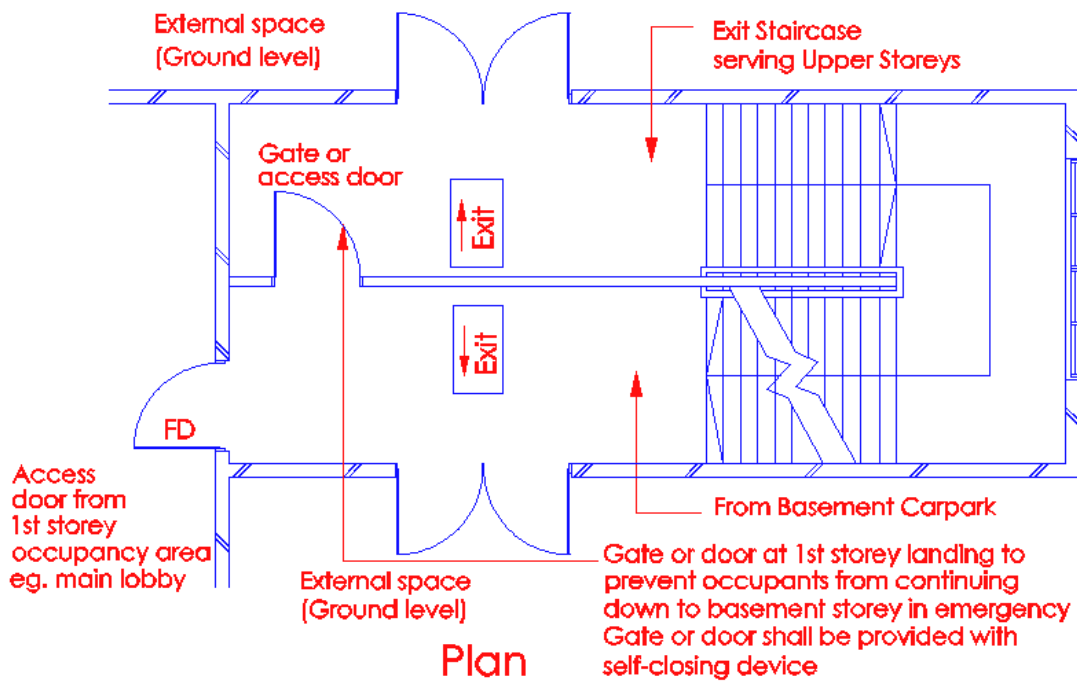 External space
(Ground level)
Exit Staircase
serving Upper Storeys
Gate or
access door
Exit
Exit
FD
Access
door from
1st storey
occupancy area
eg. main lobby
From Basement Carpark
External space
(Ground level)
Gate or door at 1st storey landing to
prevent occupants from continuing
down to basement storey in emergency
Gate or door shall be provided with
self-closing device
Plan